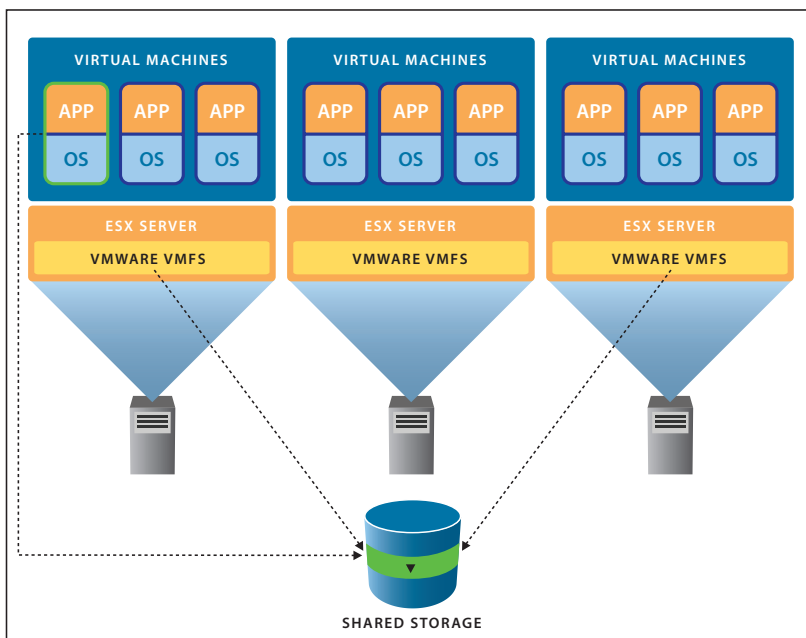 VIRTUAL MACHINES VIRTUAL MACHINES VIRTUAL MACHINES
APP APP APP APP APP APP APP APP APP
OS OS OS OS OS OS OS OS OS
ESX SERVER ESX SERVER ESX SERVER
VMWARE VMFS VMWARE VMFS VMWARE VMFS
SHARED STORAGE